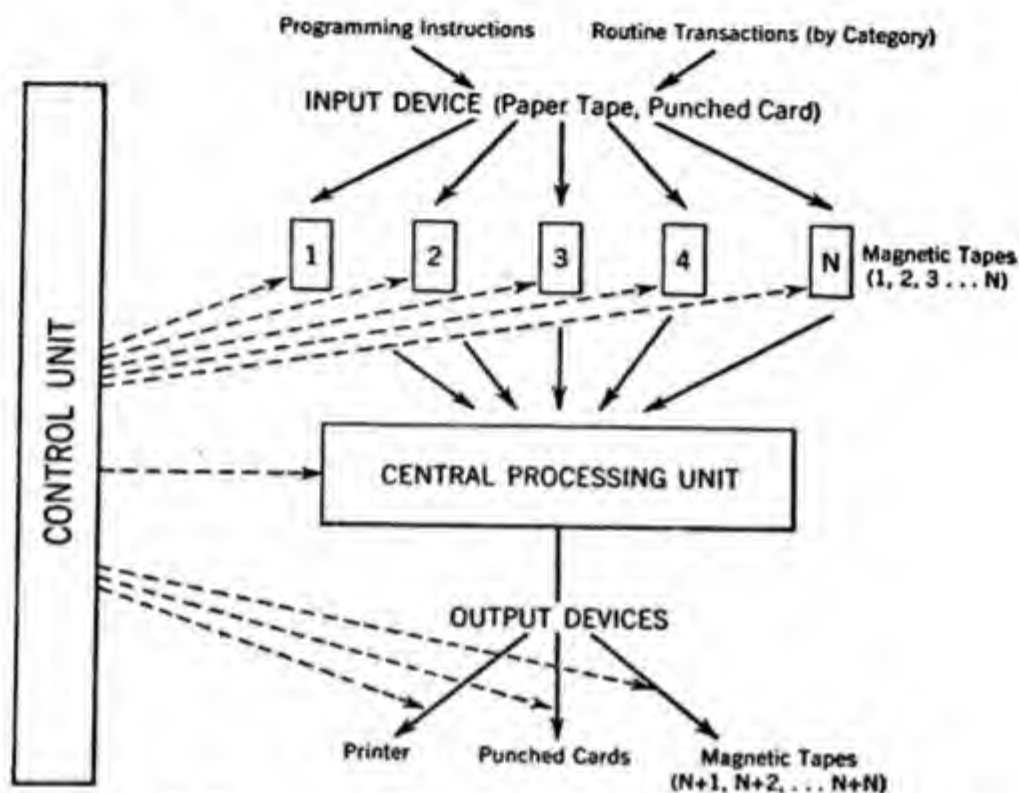 Programming Instructions
Routine Transactions (by Category)
INPUT DEVICE (Paper Tape, Punched Card)
1
2
3
4
N
Magnetic Tapes
(1, 2, 3 . . . N)
CONTROL UNIT
CENTRAL PROCESSING UNIT
OUTPUT DEVICES
Printer
Punched Cards
Magnetic Tapes
(N+1, N+2, . . . N+N)